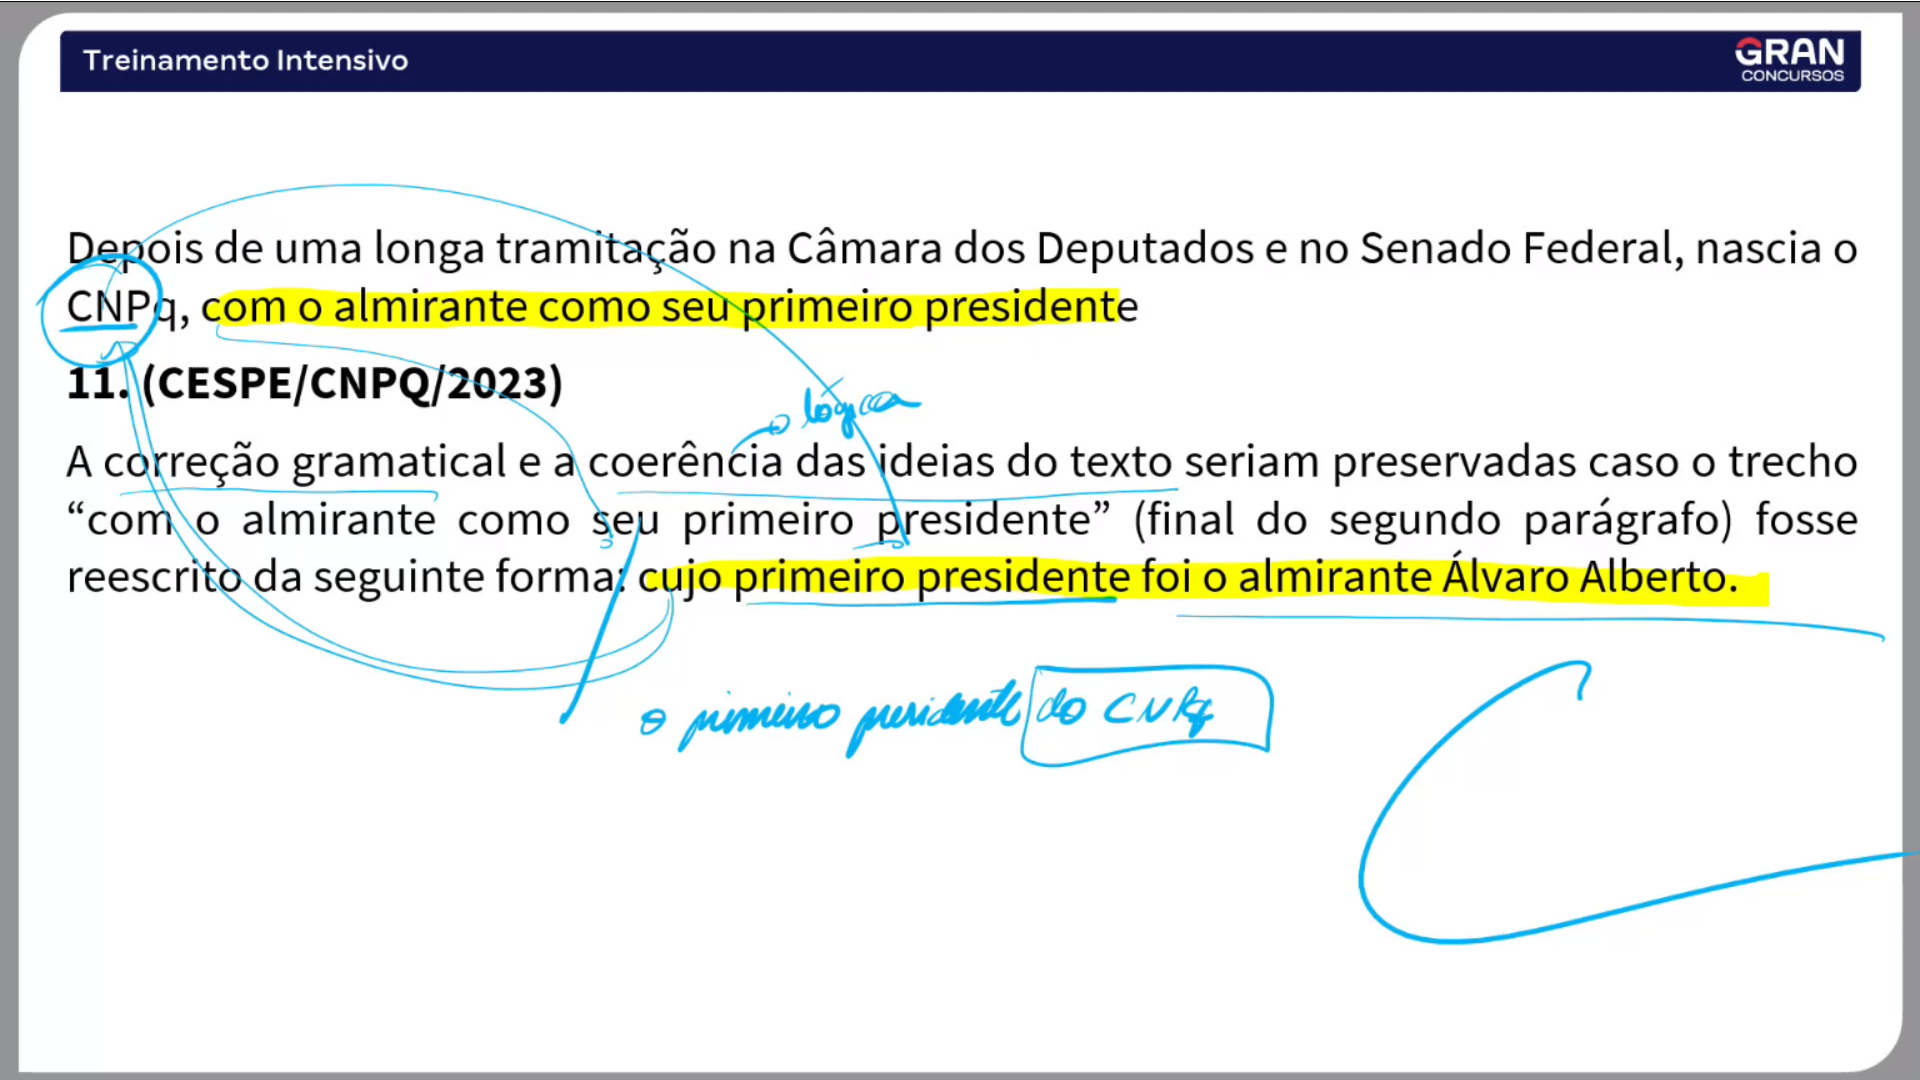 Treinamento Intensivo
GRAN
CONCURSOS
Depois de uma longa tramitação na Câmara dos Deputados e no Senado Federal, nascia o
CNPq, com o almirante como seu primeiro presidente
11. (CESPE/CNPQ/2023)
lógica
A correção gramatical e a coerência das ideias do texto seriam preservadas caso o trecho
“com o almirante como seu primeiro presidente” (final do segundo parágrafo) fosse
reescrito da seguinte forma: cujo primeiro presidente foi o almirante Álvaro Alberto.
o primeiro presidente do CNPq
C